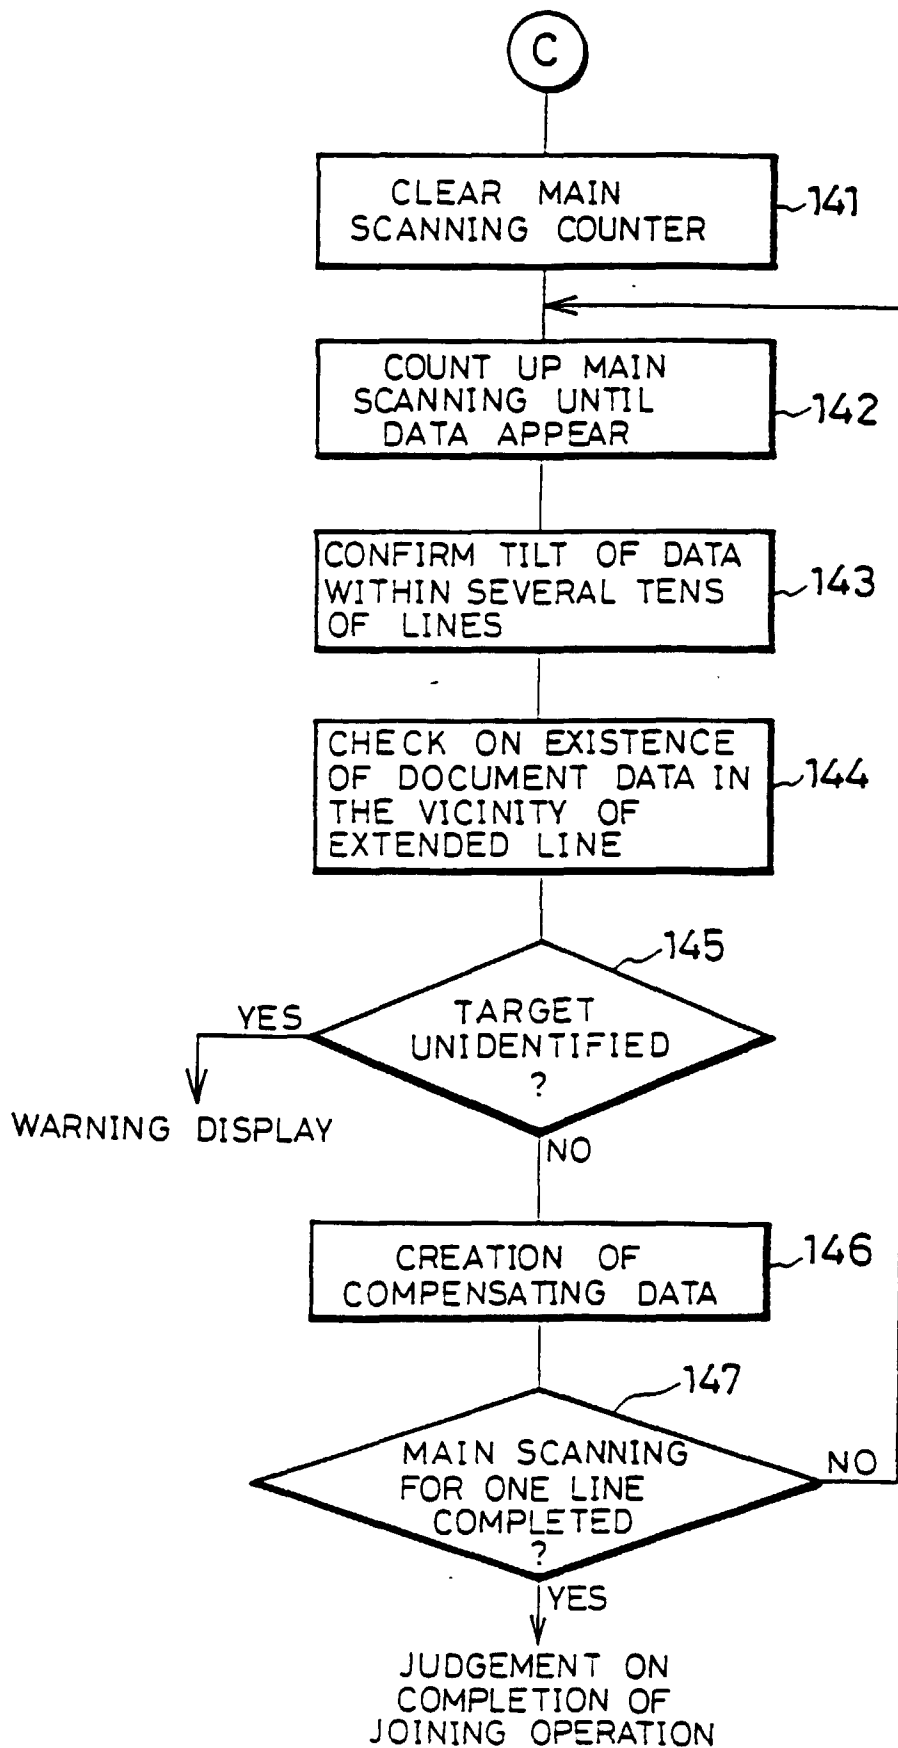 C
CLEAR MAIN
SCANNING COUNTER
141
COUNT UP MAIN
SCANNING UNTIL
DATA APPEAR
142
CONFIRM TILT OF DATA
WITHIN SEVERAL TENS
OF LINES
143
CHECK ON EXISTENCE
OF DOCUMENT DATA IN
THE VICINITY OF
EXTENDED LINE
144
145
TARGET
UNIDENTIFIED
?
YES
WARNING DISPLAY
NO
CREATION OF
COMPENSATING DATA
146
147
MAIN SCANNING
FOR ONE LINE
COMPLETED
?
NO
YES
JUDGEMENT ON
COMPLETION OF
JOINING OPERATION